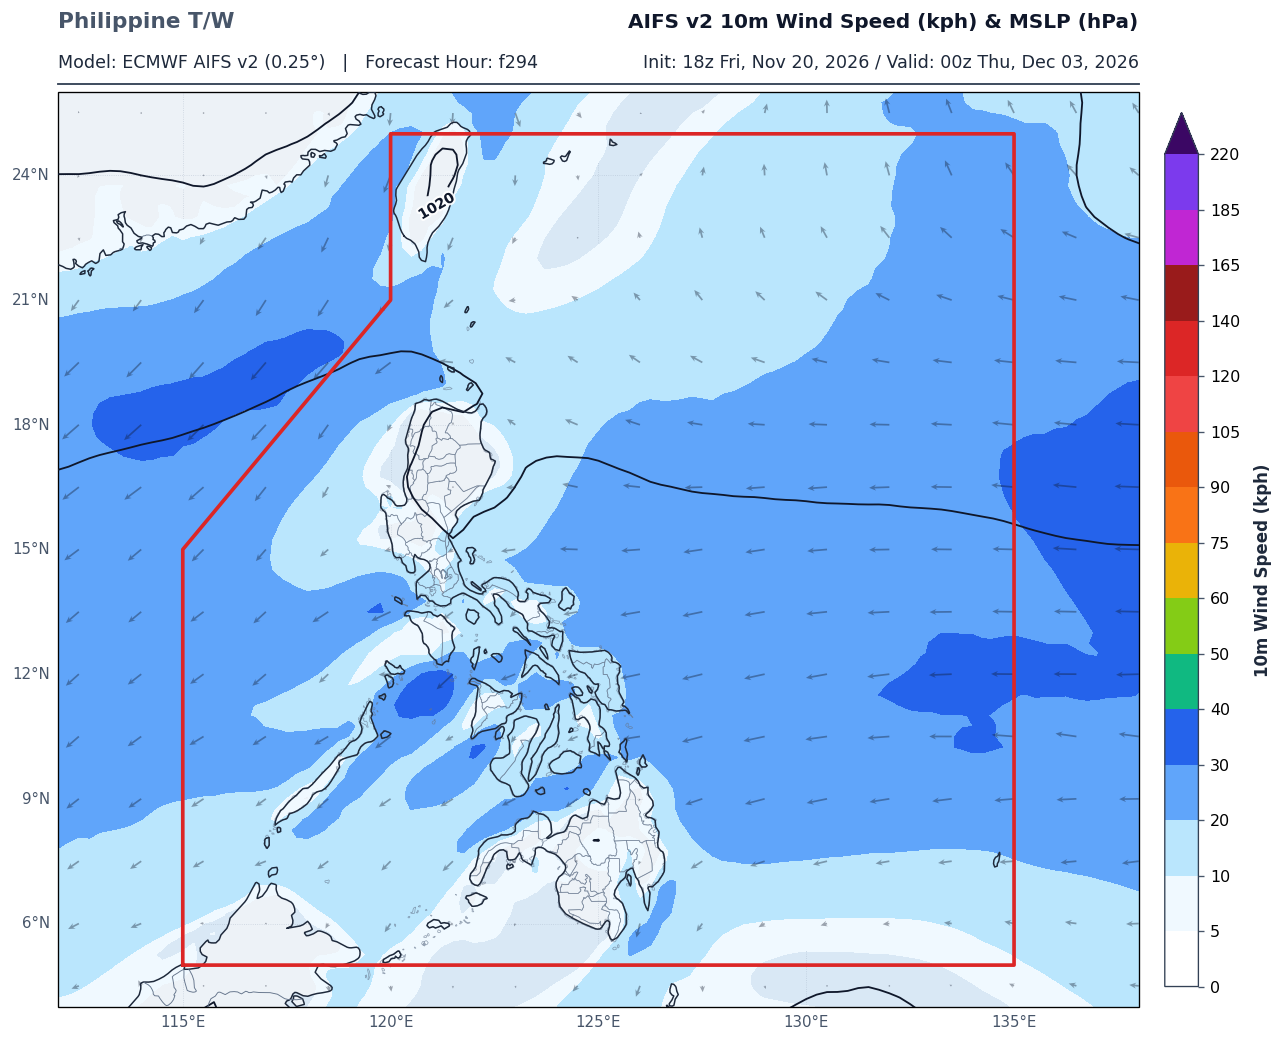 Philippine T/W
AIFS v2 10m Wind Speed (kph) & MSLP (hPa)
Model: ECMWF AIFS v2 (0.25°)   |   Forecast Hour: f294
Init: 18z Fri, Nov 20, 2026 / Valid: 00z Thu, Dec 03, 2026
24°N
21°N
18°N
15°N
12°N
9°N
6°N
1020
115°E
120°E
125°E
130°E
135°E
220
185
165
140
120
105
90
75
60
50
40
30
20
10
5
0
10m Wind Speed (kph)